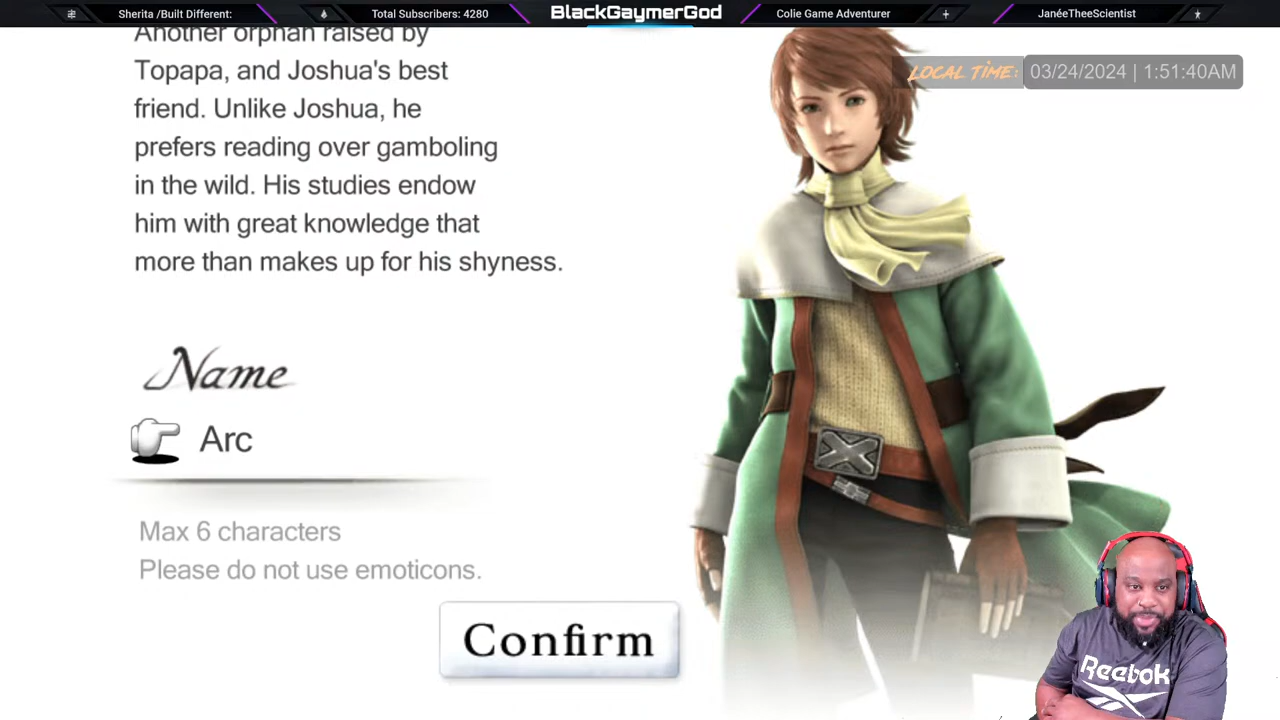 Sherita /Built Different:
Total Subscribers: 4280
BlackGaymerGod
Colie Game Adventurer
JanéeTheeScientist
LOCAL TIME: 03/24/2024 | 1:51:40AM
Another orphan raised by
Topapa, and Joshua's best
friend. Unlike Joshua, he
prefers reading over gamboling
in the wild. His studies endow
him with great knowledge that
more than makes up for his shyness.
Name
Arc
Max 6 characters
Please do not use emoticons.
Confirm
Reebok